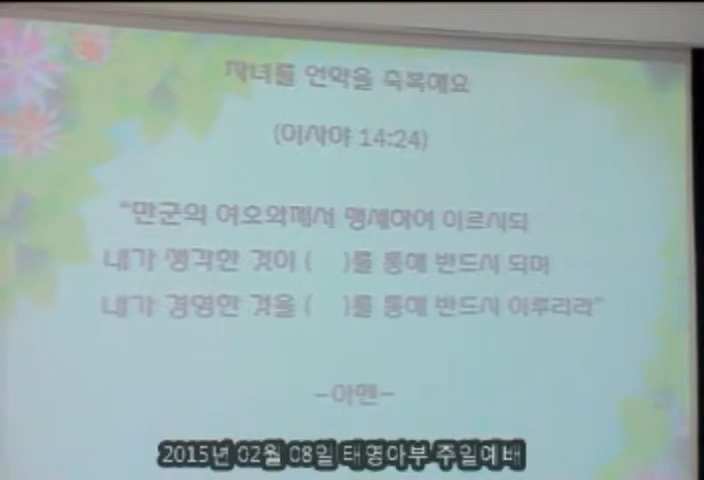 자녀를 언약을 축복해요
(이사야 14:24)
"만군의 여호와께서 맹세하여 이르시되
내가 생각한 것이 (    )를 통해 반드시 되며
내가 경영한 것을 (    )를 통해 반드시 이루리라"
-아멘-
2015년 02월 08일 태영아부 주일예배